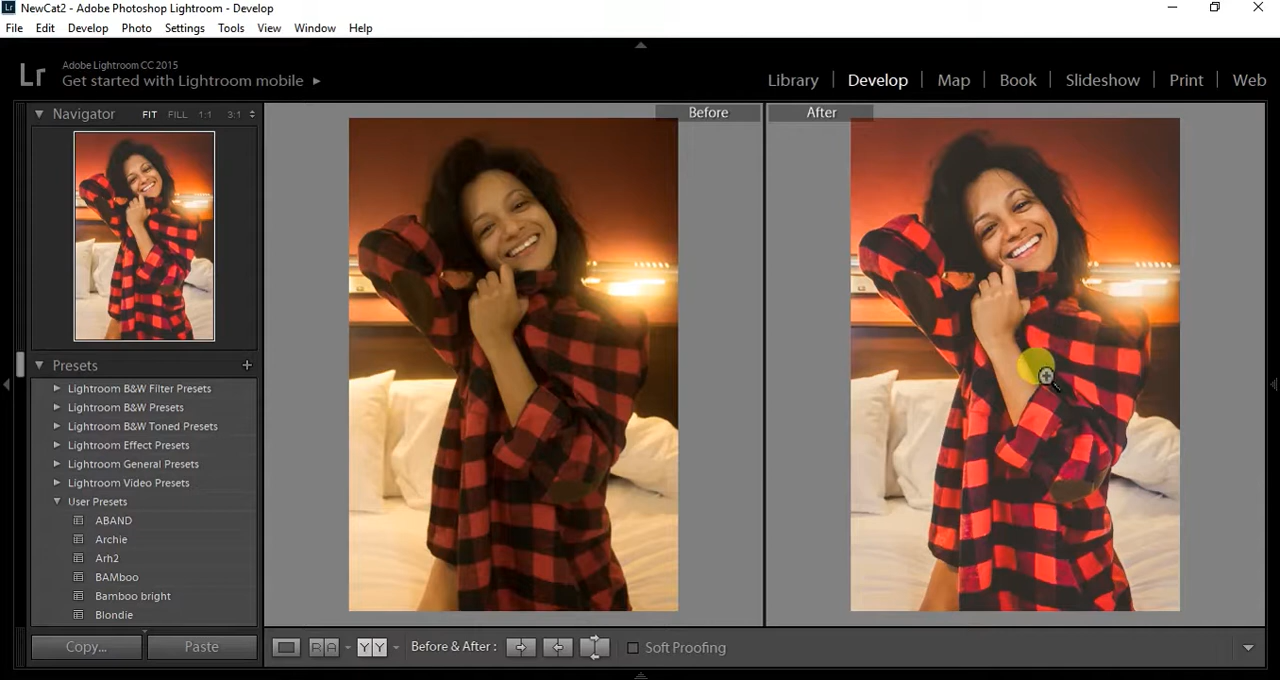 Lr NewCat2 - Adobe Photoshop Lightroom - Develop
File Edit Develop Photo Settings Tools View Window Help
Lr Adobe Lightroom CC 2015
Get started with Lightroom mobile
Library Develop Map Book Slideshow Print Web
Navigator FIT FILL 1:1 3:1
Before After
Presets +
Lightroom B&W Filter Presets
Lightroom B&W Presets
Lightroom B&W Toned Presets
Lightroom Effect Presets
Lightroom General Presets
Lightroom Video Presets
User Presets
ABAND
Archie
Arh2
BAMboo
Bamboo bright
Blondie
Copy... Paste
R A Y Y Before & After : Soft Proofing